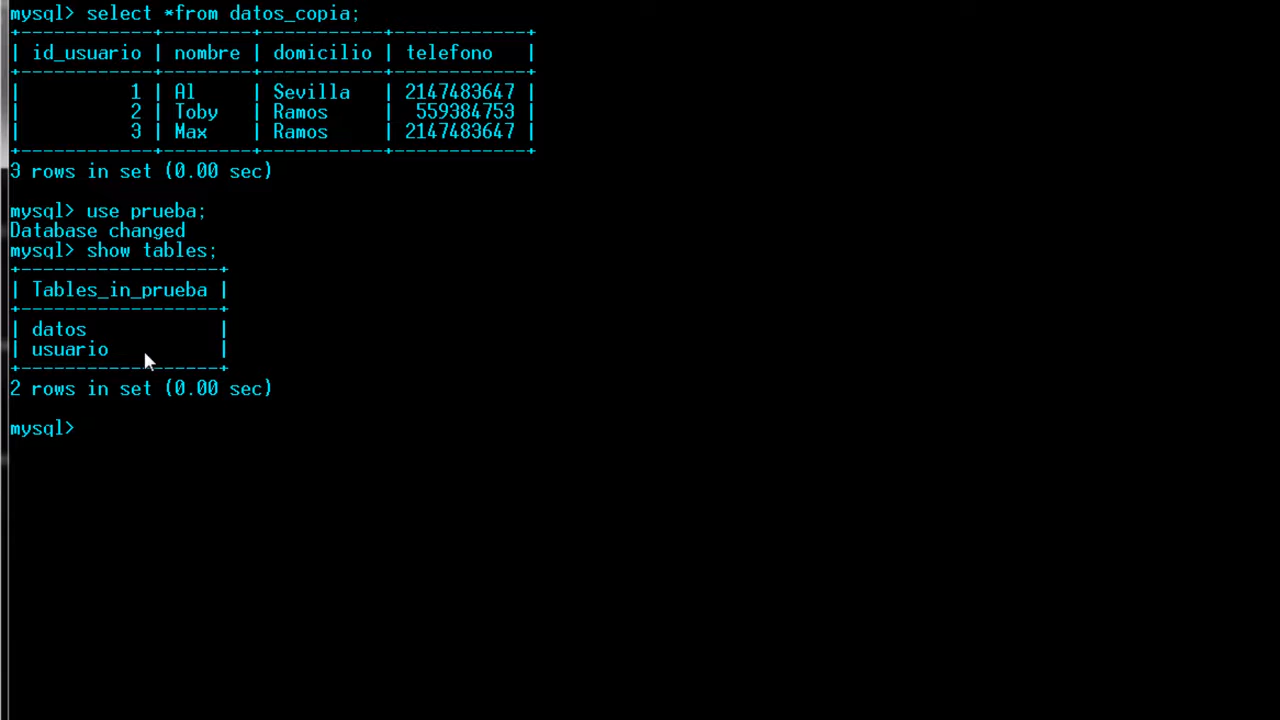 mysql> select *from datos_copia;
+------------+--------+-----------+------------+
| id_usuario | nombre | domicilio | telefono   |
+------------+--------+-----------+------------+
|          1 | Al     | Sevilla   | 2147483647 |
|          2 | Toby   | Ramos     |  559384753 |
|          3 | Max    | Ramos     | 2147483647 |
+------------+--------+-----------+------------+
3 rows in set (0.00 sec)
mysql> use prueba;
Database changed
mysql> show tables;
+------------------+
| Tables_in_prueba |
+------------------+
| datos            |
| usuario          |
+------------------+
2 rows in set (0.00 sec)
mysql>